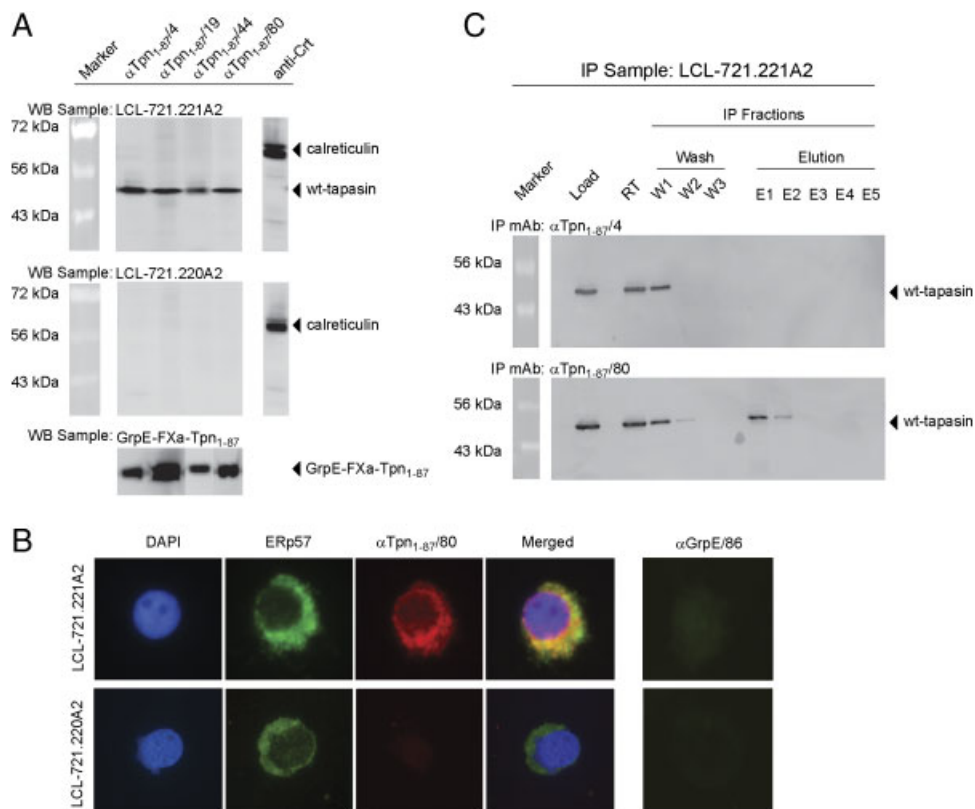 A
Marker
αTpn1-87/4
αTpn1-87/19
αTpn1-87/44
αTpn1-87/80
anti-Crt
WB Sample: LCL-721.221A2
72 kDa
56 kDa
43 kDa
calreticulin
wt-tapasin
WB Sample: LCL-721.220A2
72 kDa
56 kDa
43 kDa
calreticulin
WB Sample: GrpE-FXa-Tpn1-87
GrpE-FXa-Tpn1-87
C
IP Sample: LCL-721.221A2
IP Fractions
Wash
Elution
Marker
Load
RT
W1
W2
W3
E1 E2 E3 E4 E5
IP mAb: αTpn1-87/4
56 kDa
43 kDa
wt-tapasin
IP mAb: αTpn1-87/80
56 kDa
43 kDa
wt-tapasin
B
DAPI
ERp57
αTpn1-87/80
Merged
αGrpE/86
LCL-721.221A2
LCL-721.220A2